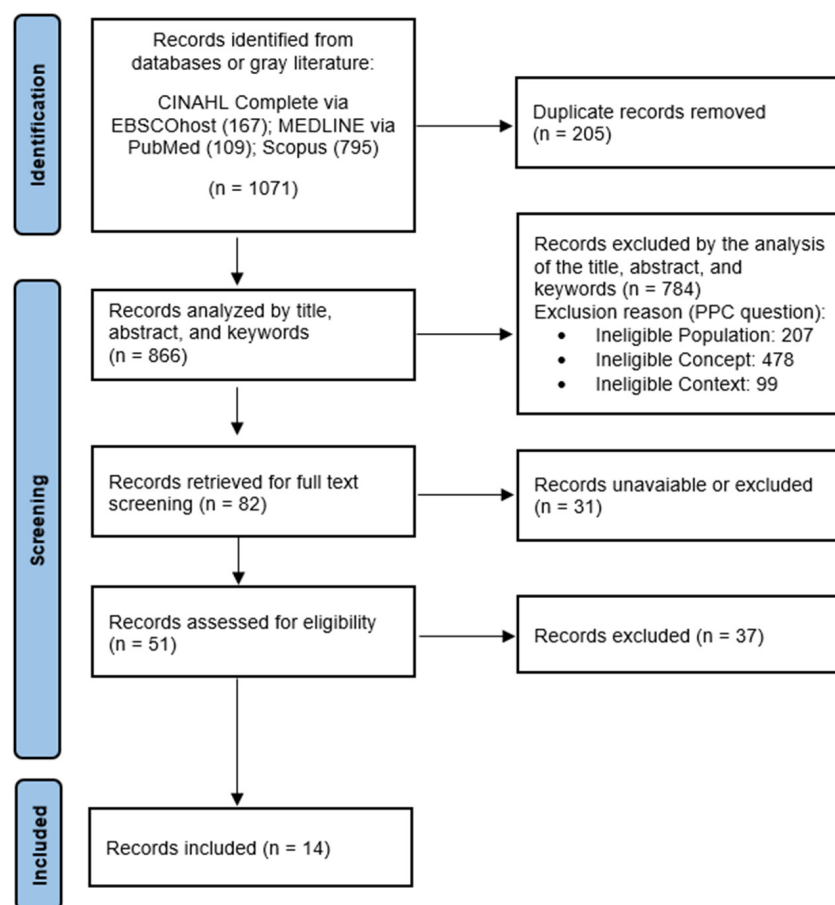 Identification
Records identified from
databases or gray literature:
CINAHL Complete via
EBSCOhost (167); MEDLINE via
PubMed (109); Scopus (795)
(n = 1071)
Duplicate records removed
(n = 205)
Screening
Records analyzed by title,
abstract, and keywords
(n = 866)
Records excluded by the analysis
of the title, abstract, and
keywords (n = 784)
Exclusion reason (PPC question):
• Ineligible Population: 207
• Ineligible Concept: 478
• Ineligible Context: 99
Records retrieved for full text
screening (n = 82)
Records unavaiable or excluded
(n = 31)
Records assessed for eligibility
(n = 51)
Records excluded (n = 37)
Included
Records included (n = 14)